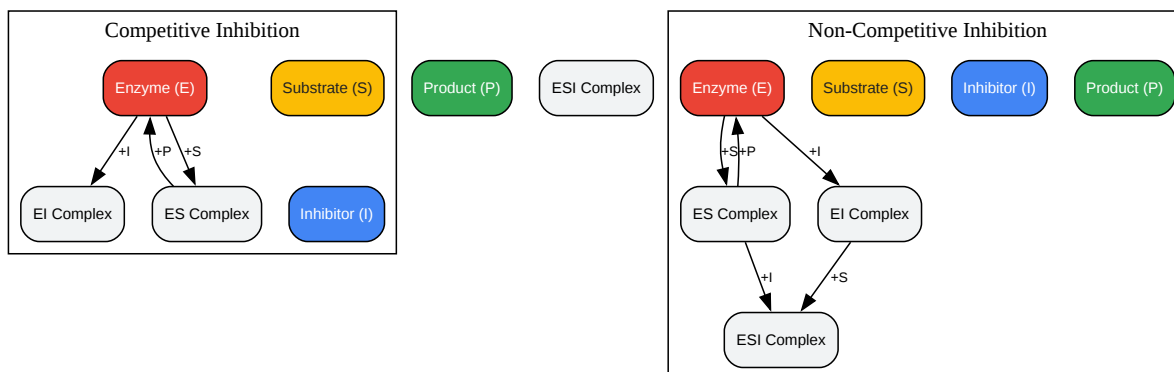 Competitive Inhibition
Non-Competitive Inhibition
Enzyme (E)
Substrate (S)
Product (P)
ESI Complex
Enzyme (E)
Substrate (S)
Inhibitor (I)
Product (P)
+I
+P
+S
+S
+P
+I
EI Complex
ES Complex
Inhibitor (I)
ES Complex
EI Complex
+I
+S
ESI Complex